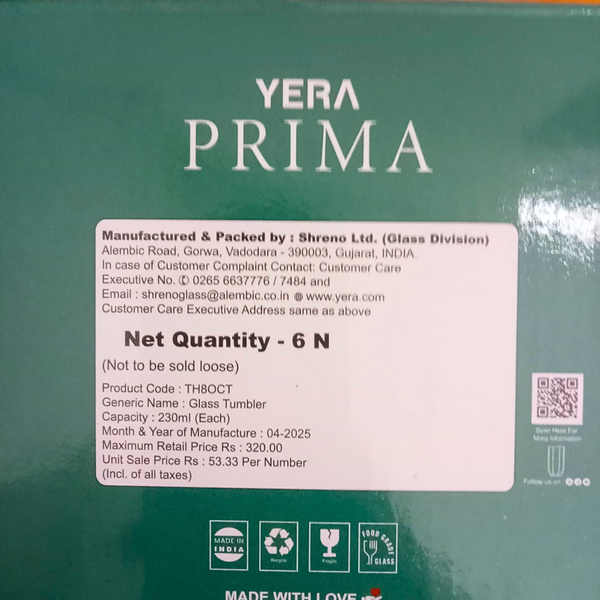 YERA
PRIMA
Manufactured & Packed by : Shreno Ltd. (Glass Division)
Alembic Road, Gorwa, Vadodara - 390003, Gujarat, INDIA.
In case of Customer Complaint Contact: Customer Care
Executive No. ✆ 0265 6637776 / 7484 and
Email : shrenoglass@alembic.co.in www.yera.com
Customer Care Executive Address same as above
Net Quantity - 6 N
(Not to be sold loose)
Product Code : TH8OCT
Generic Name : Glass Tumbler
Capacity : 230ml (Each)
Month & Year of Manufacture : 04-2025
Maximum Retail Price Rs : 320.00
Unit Sale Price Rs : 53.33 Per Number
(Incl. of all taxes)
Scan Here For
More Information
Follow us on
MADE IN
INDIA
Recycle
Fragile
FOOD GRADE
GLASS
MADE WITH LOVE